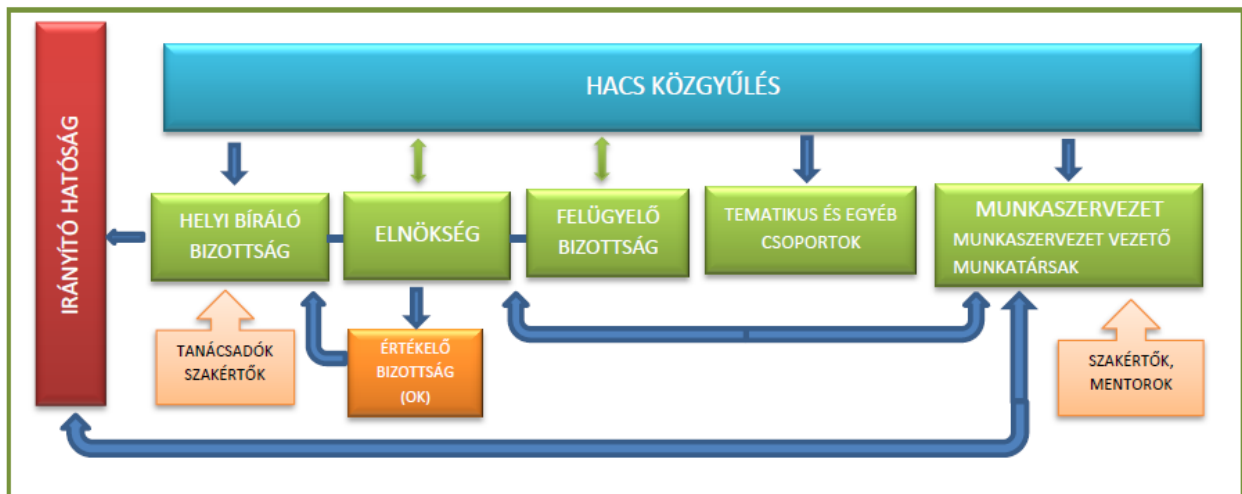 IRÁNYÍTÓ HATÓSÁG
HACS KÖZGYŰLÉS
HELYI BÍRÁLÓ
BIZOTTSÁG
ELNÖKSÉG
FELÜGYELŐ
BIZOTTSÁG
TEMATIKUS ÉS EGYÉB
CSOPORTOK
MUNKASZERVEZET
MUNKASZERVEZET VEZETŐ
MUNKATÁRSAK
TANÁCSADÓK
SZAKÉRTŐK
ÉRTÉKELŐ
BIZOTTSÁG
(OK)
SZAKÉRTŐK,
MENTOROK